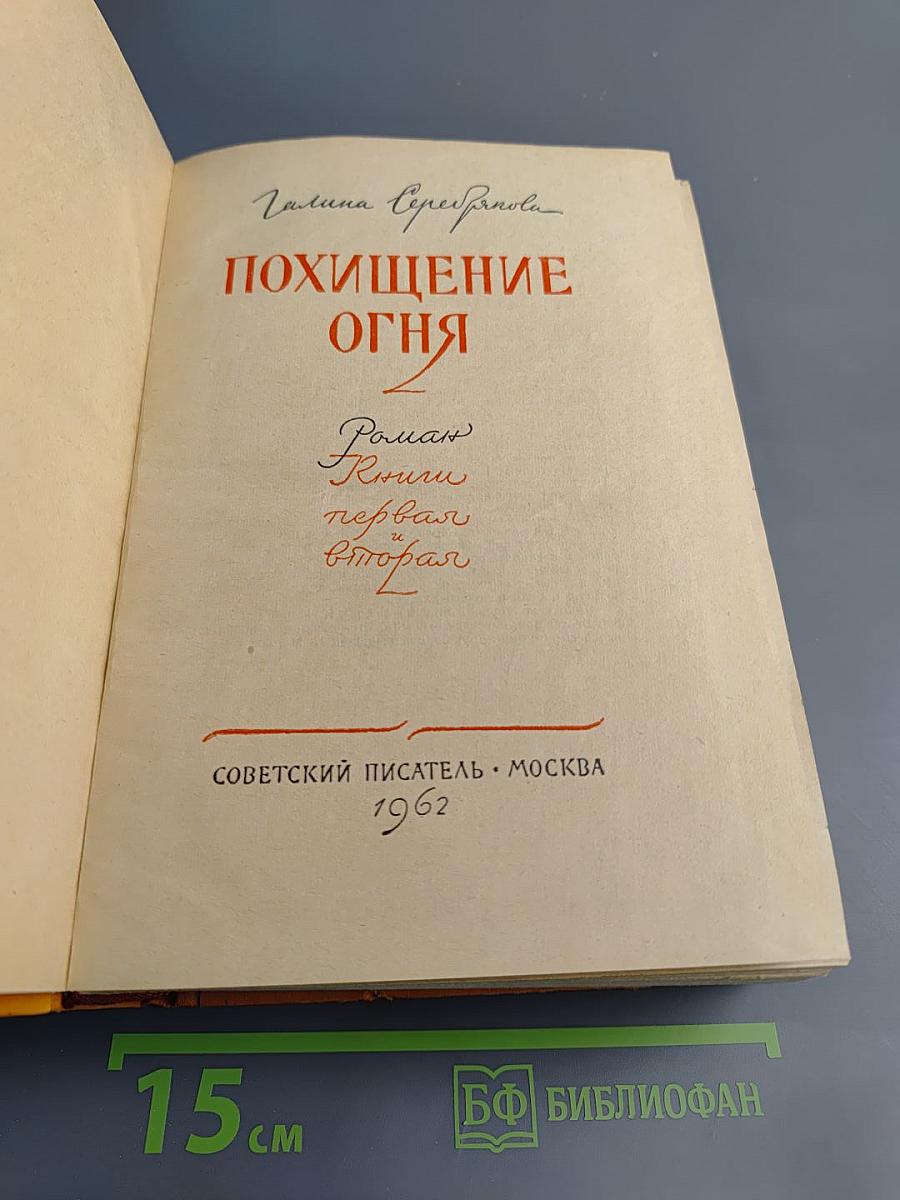 Галина Серебрякова
ПОХИЩЕНИЕ
ОГНЯ
Роман
Книги
первая
и
вторая
СОВЕТСКИЙ ПИСАТЕЛЬ • МОСКВА
1962
15 см
БФ БИБЛИОФАН